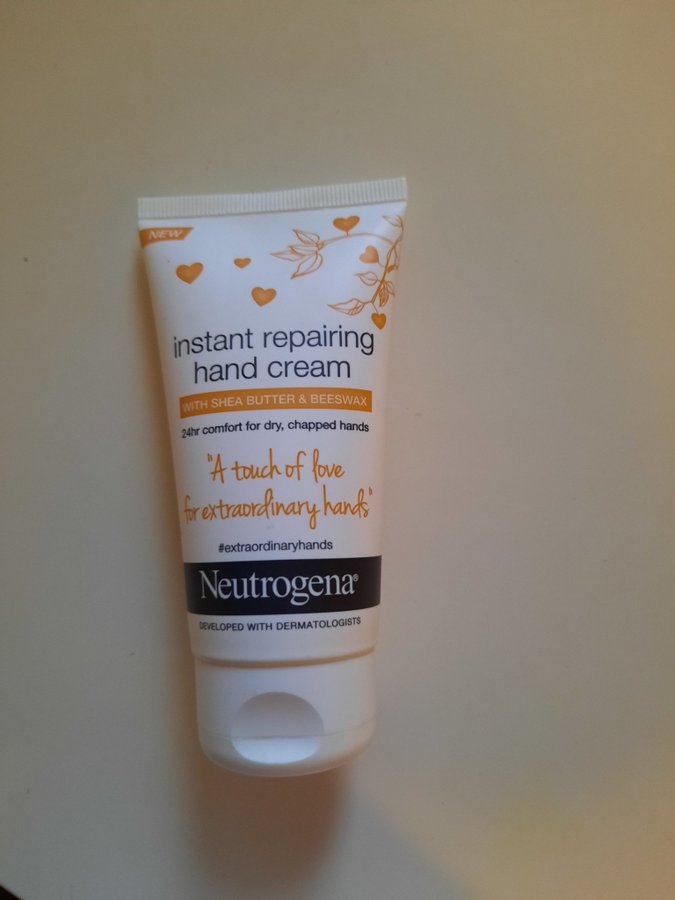 NEW
instant repairing
hand cream
WITH SHEA BUTTER & BEESWAX
24hr comfort for dry, chapped hands
"A touch of love
for extraordinary hands"
#extraordinaryhands
Neutrogena®
DEVELOPED WITH DERMATOLOGISTS